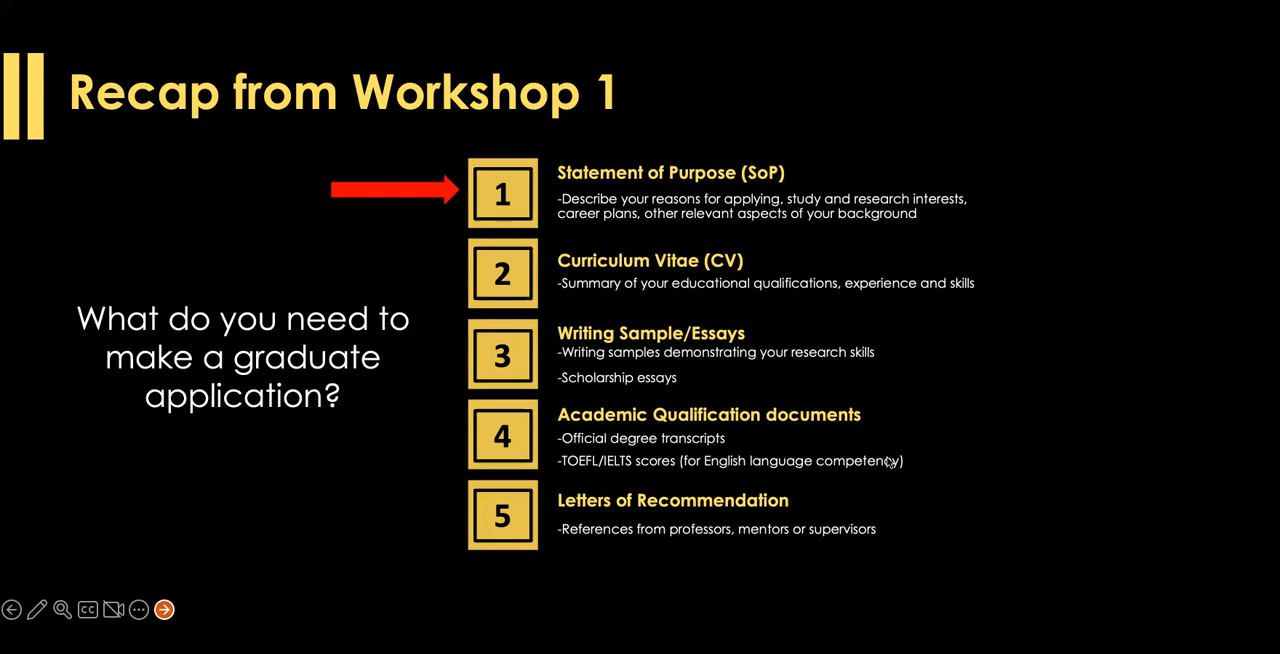 Recap from Workshop 1
What do you need to
make a graduate
application?
1
Statement of Purpose (SoP)
-Describe your reasons for applying, study and research interests,
career plans, other relevant aspects of your background
2
Curriculum Vitae (CV)
-Summary of your educational qualifications, experience and skills
3
Writing Sample/Essays
-Writing samples demonstrating your research skills
-Scholarship essays
4
Academic Qualification documents
-Official degree transcripts
-TOEFL/IELTS scores (for English language competency)
5
Letters of Recommendation
-References from professors, mentors or supervisors
CC